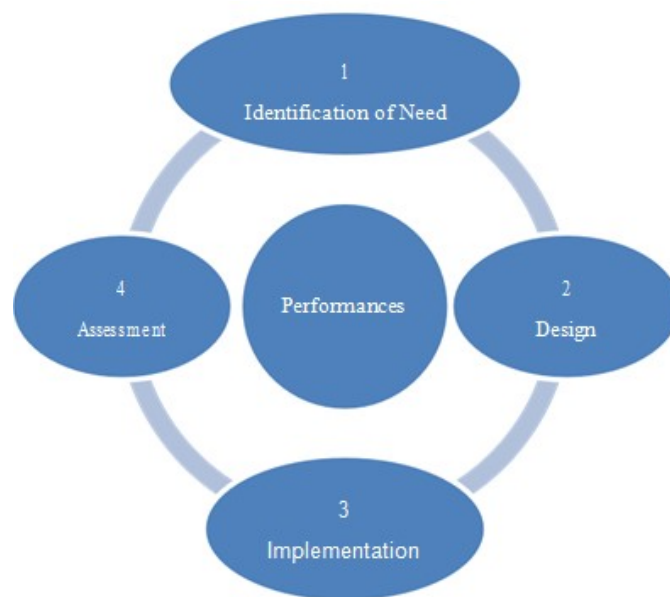 1
Identification of Need
2
Design
3
Implementation
4
Assessment
Performances